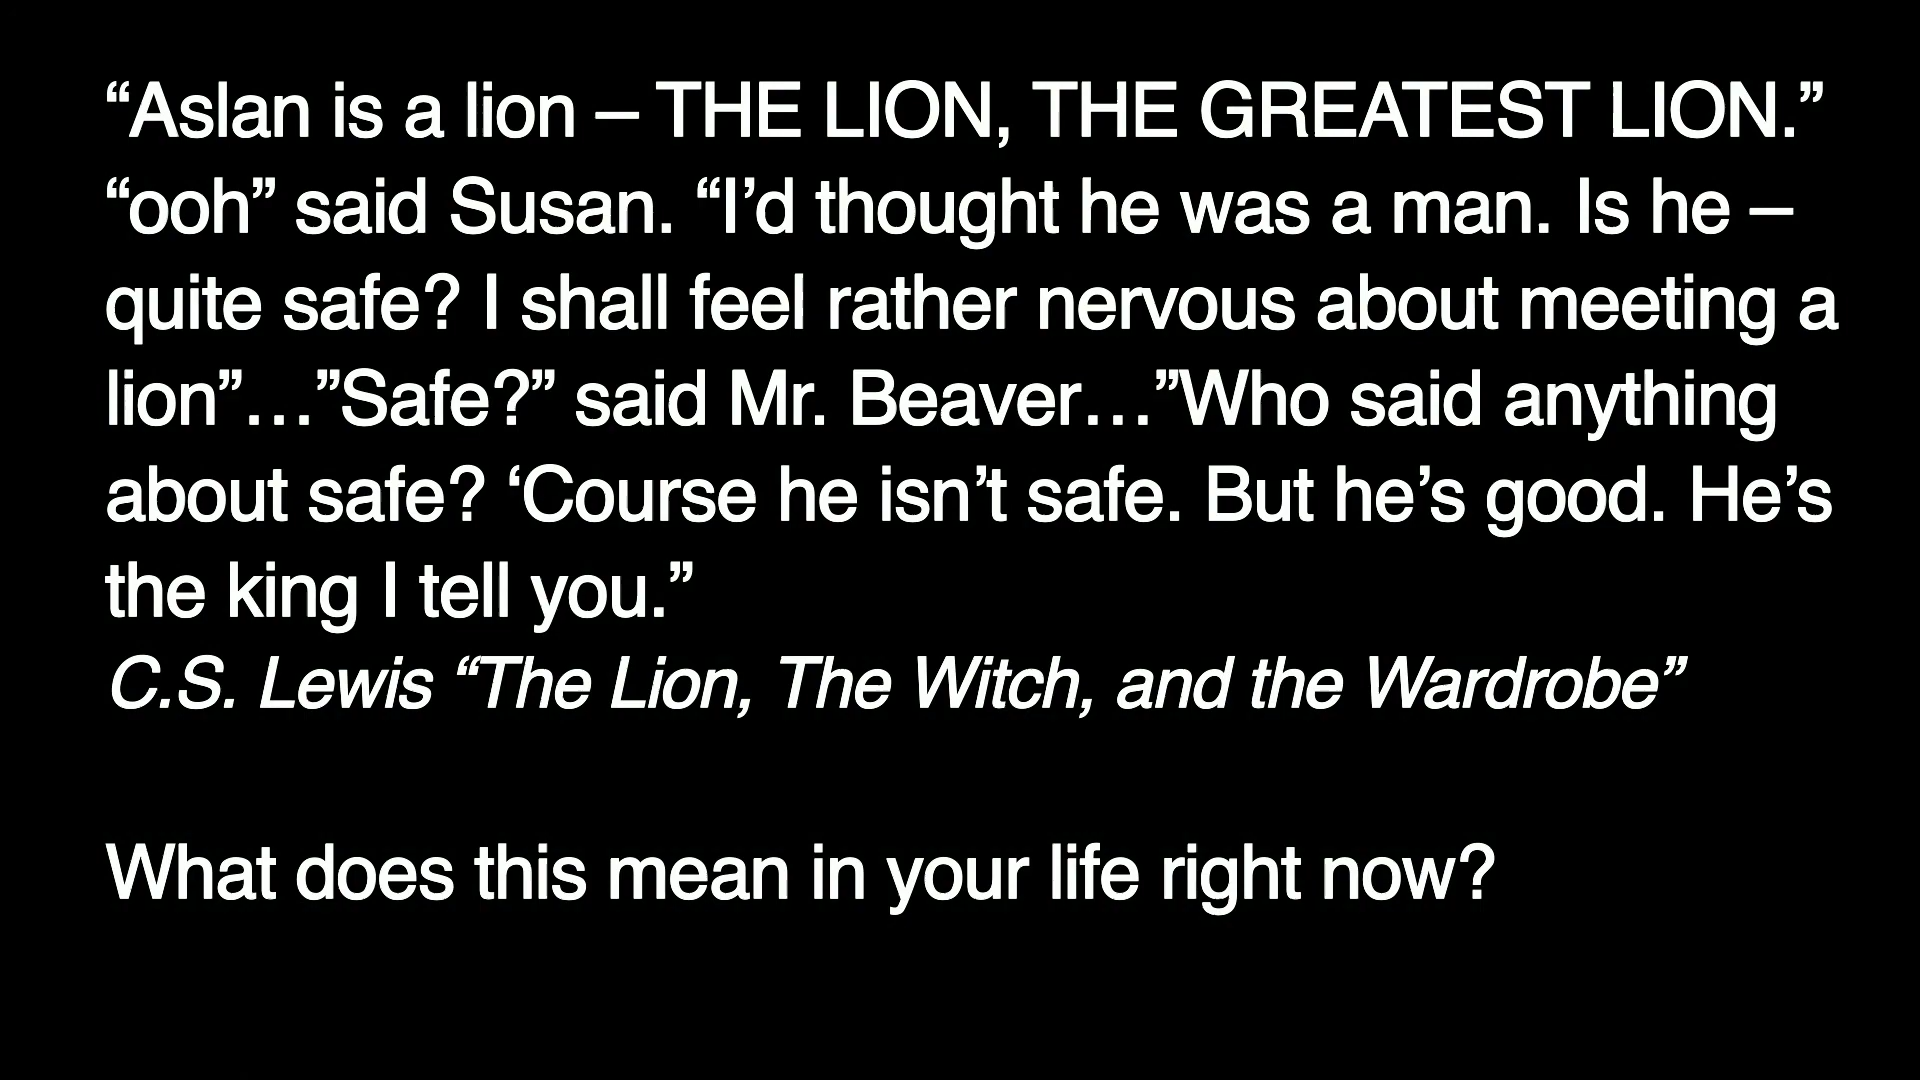 “Aslan is a lion – THE LION, THE GREATEST LION.”
“ooh” said Susan. “I’d thought he was a man. Is he –
quite safe? I shall feel rather nervous about meeting a
lion”…”Safe?” said Mr. Beaver…”Who said anything
about safe? ‘Course he isn’t safe. But he’s good. He’s
the king I tell you.”
C.S. Lewis “The Lion, The Witch, and the Wardrobe”
What does this mean in your life right now?